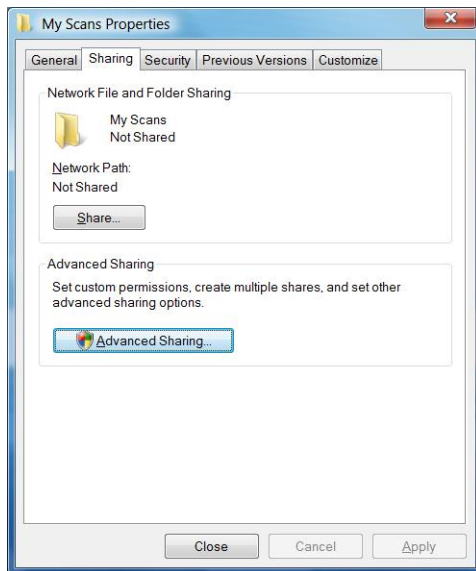 My Scans Properties
General Sharing Security Previous Versions Customize
Network File and Folder Sharing
My Scans
Not Shared
Network Path:
Not Shared
Share...
Advanced Sharing
Set custom permissions, create multiple shares, and set other
advanced sharing options.
Advanced Sharing...
Close Cancel Apply